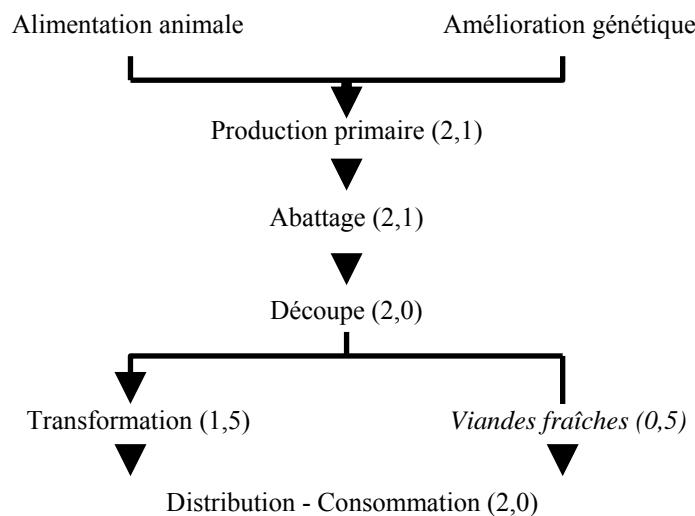 Alimentation animale Amélioration génétique
Production primaire (2,1)
Abattage (2,1)
Découpe (2,0)
Transformation (1,5) Viandes fraîches (0,5)
Distribution - Consommation (2,0)